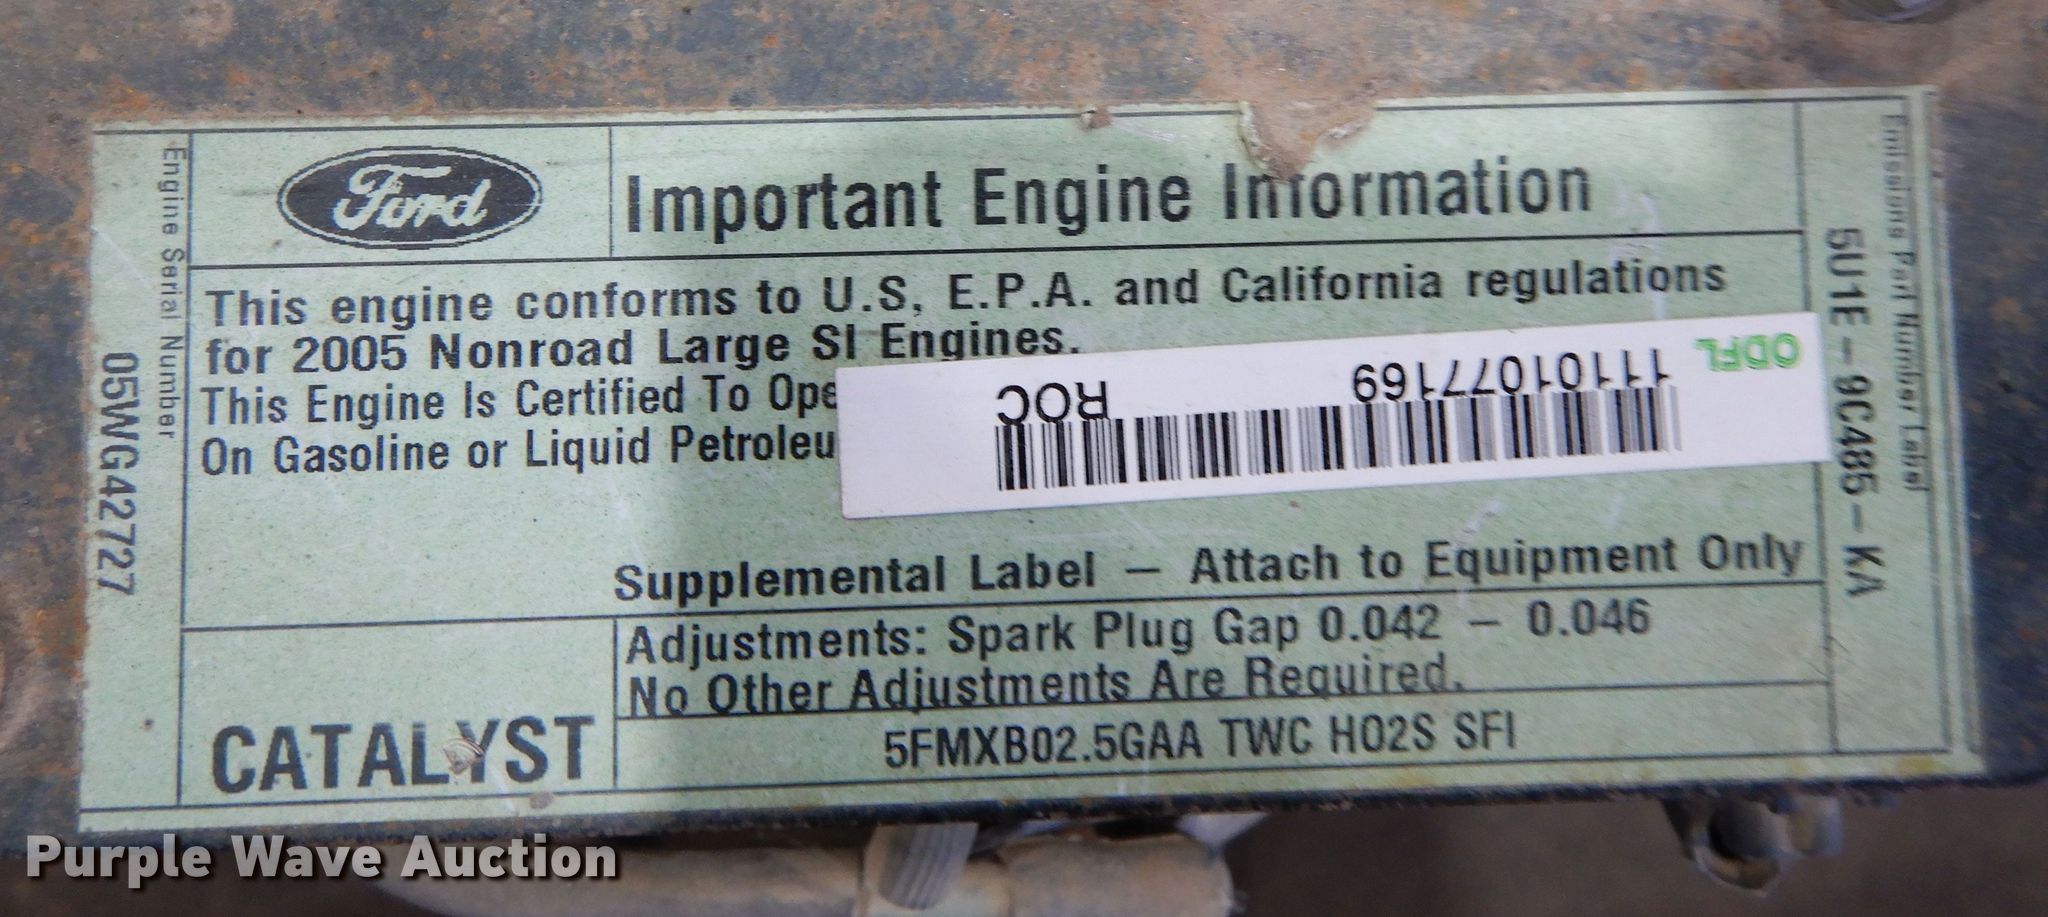 Engine Serial Number
05WG42727
Ford
Important Engine Information
This engine conforms to U.S, E.P.A. and California regulations
for 2005 Nonroad Large SI Engines.
This Engine Is Certified To Ope
On Gasoline or Liquid Petroleu
ODFL
11101077169
ROC
Supplemental Label – Attach to Equipment Only
Adjustments: Spark Plug Gap 0.042 – 0.046
No Other Adjustments Are Required.
CATALYST
5FMXB02.5GAA TWC HO2S SFI
Emissions Part Number Label
5U1E-9C485-KA
Purple Wave Auction